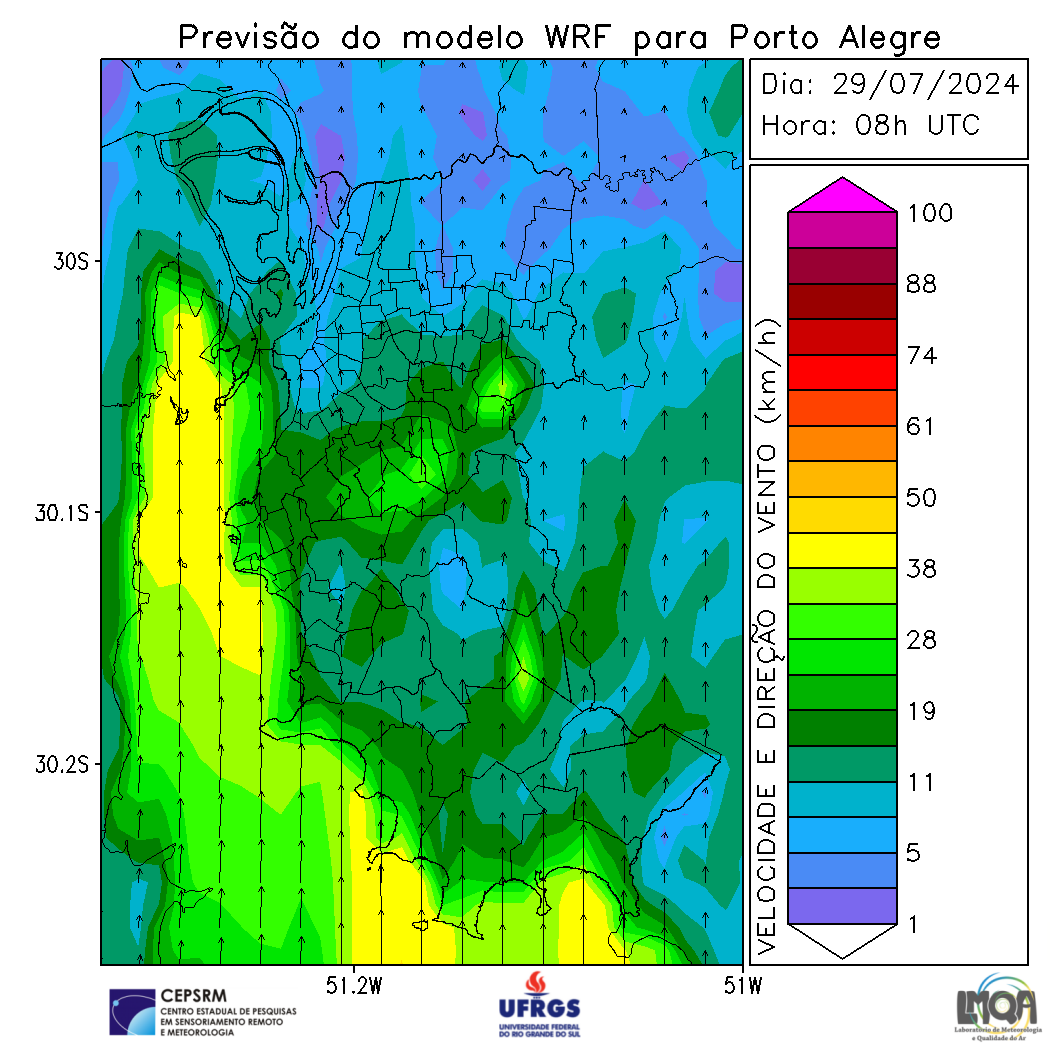 Previsão do modelo WRF para Porto Alegre
Dia: 29/07/2024
Hora: 08h UTC
30S
30.1S
30.2S
51.2W
51W
VELOCIDADE E DIREÇÃO DO VENTO (km/h)
100
88
74
61
50
38
28
19
11
5
1
CEPSRM
CENTRO ESTADUAL DE PESQUISAS
EM SENSORIAMENTO REMOTO
E METEOROLOGIA
UFRGS
UNIVERSIDADE FEDERAL
DO RIO GRANDE DO SUL
LMQA
Laboratório de Meteorologia
e Qualidade do Ar